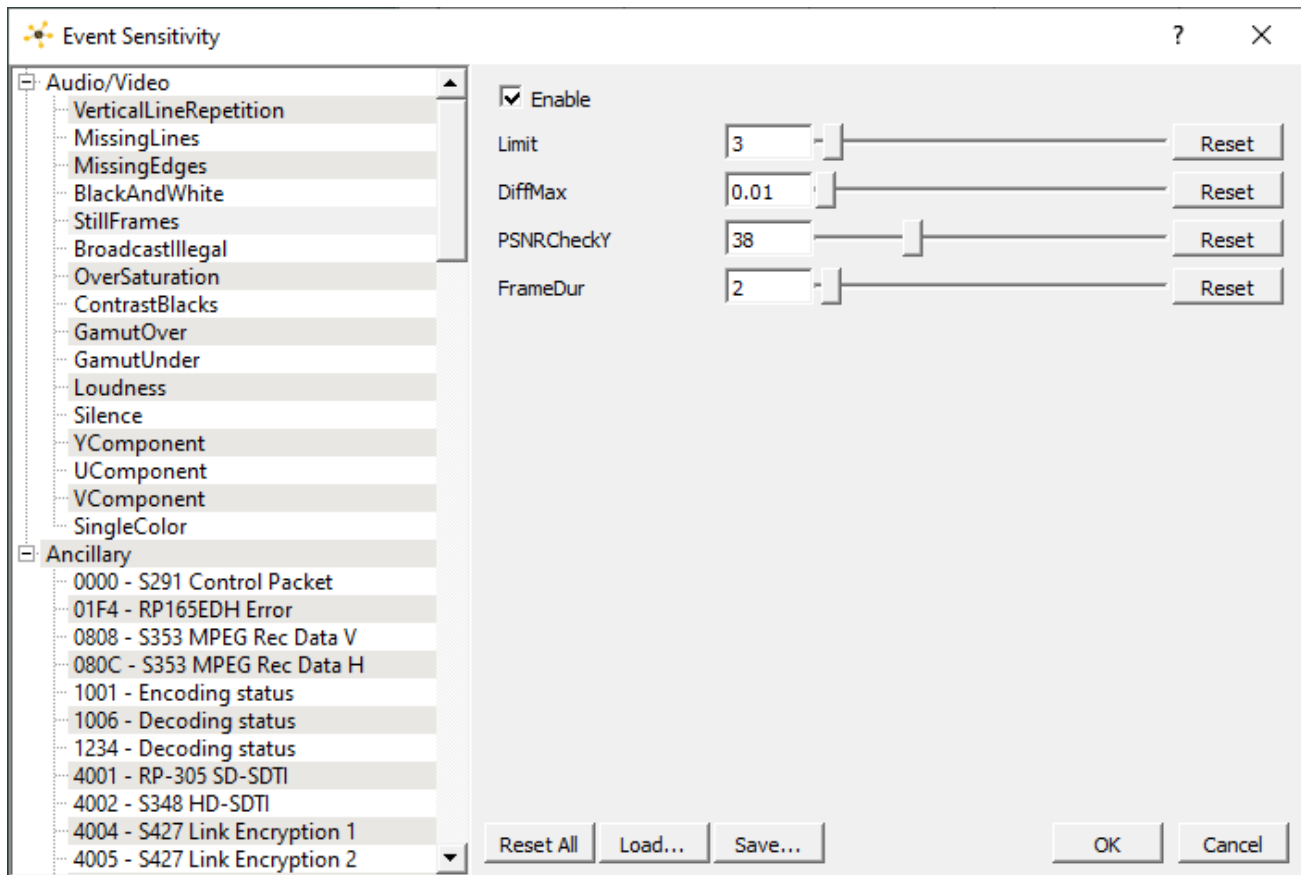 Event Sensitivity
?
Audio/Video
VerticalLineRepetition
MissingLines
MissingEdges
BlackAndWhite
StillFrames
BroadcastIllegal
OverSaturation
ContrastBlacks
GamutOver
GamutUnder
Loudness
Silence
YComponent
UComponent
VComponent
SingleColor
Ancillary
0000 - S291 Control Packet
01F4 - RP165EDH Error
0808 - S353 MPEG Rec Data V
080C - S353 MPEG Rec Data H
1001 - Encoding status
1006 - Decoding status
1234 - Decoding status
4001 - RP-305 SD-SDTI
4002 - S348 HD-SDTI
4004 - S427 Link Encryption 1
4005 - S427 Link Encryption 2
Enable
Limit 3 Reset
DiffMax 0.01 Reset
PSNRCheckY 38 Reset
FrameDur 2 Reset
Reset All Load... Save... OK Cancel